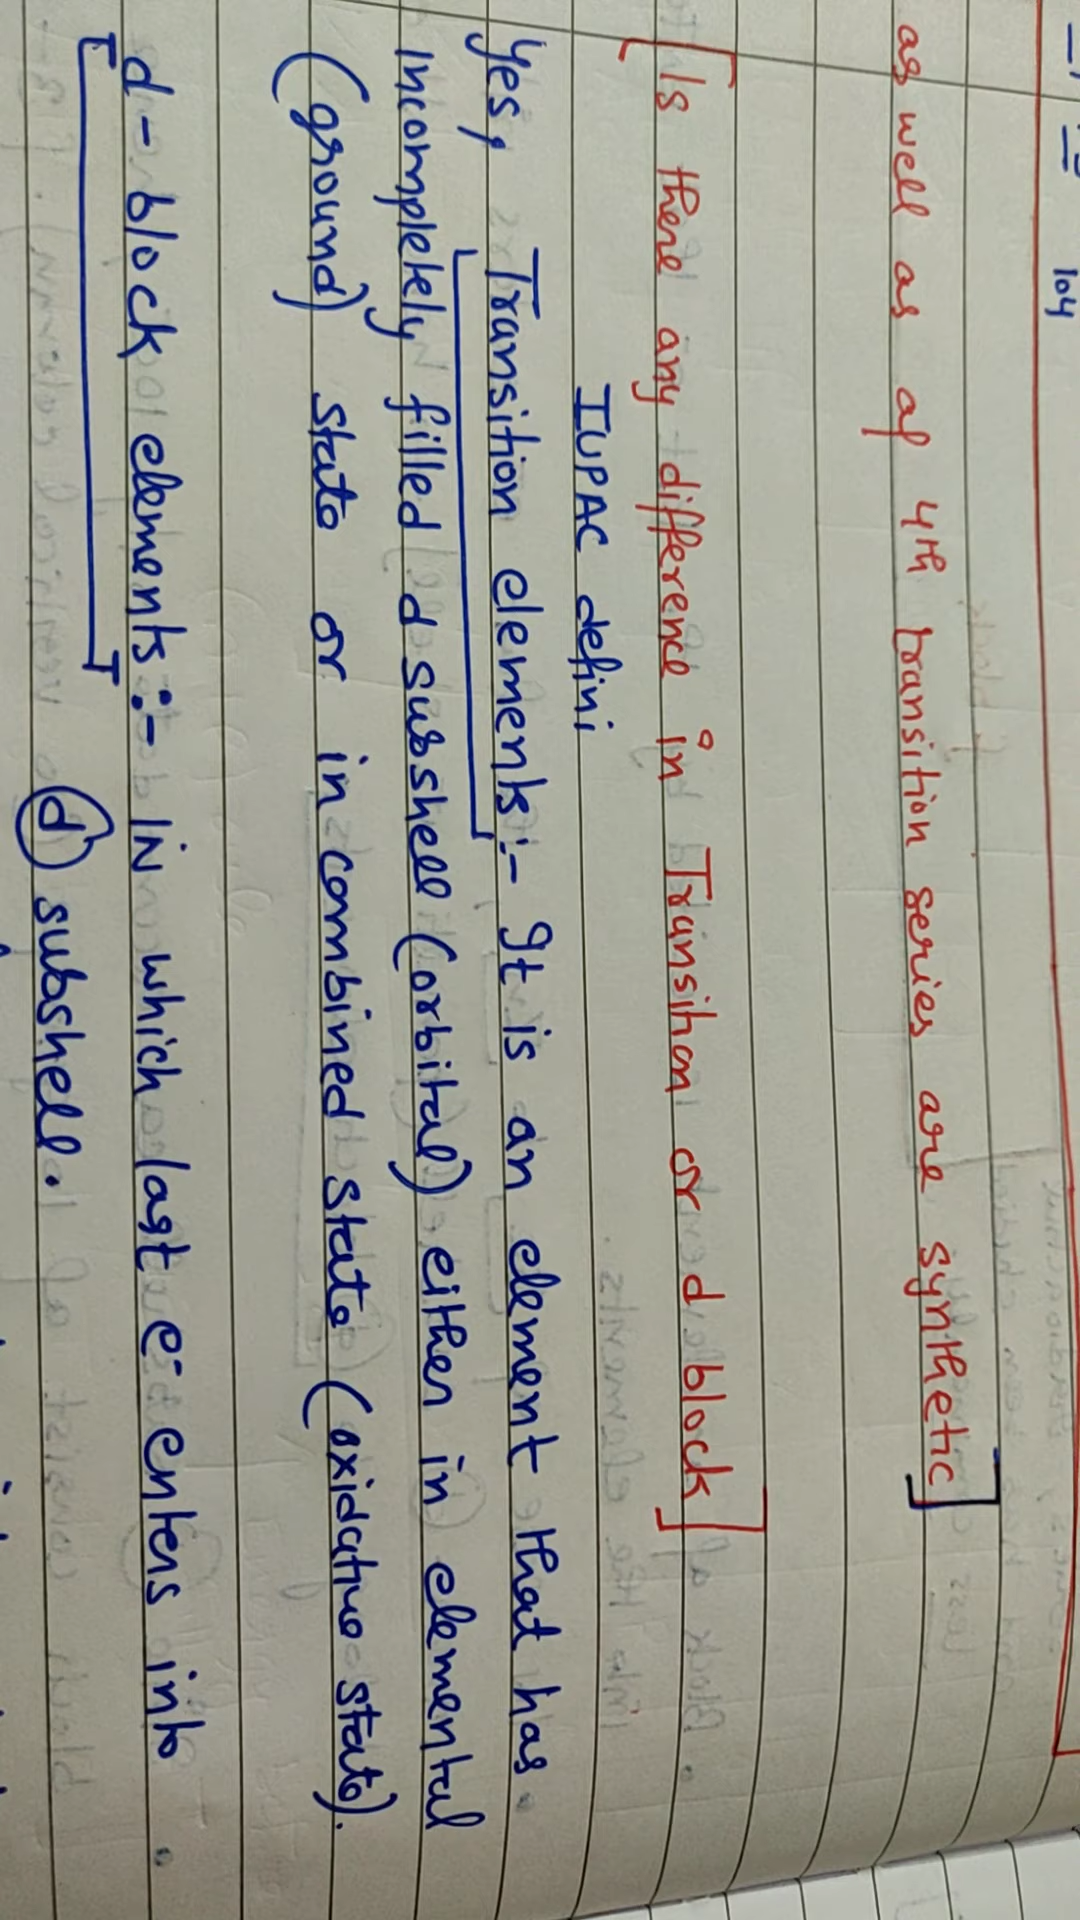 104
as well as of 4th transition series are synthetic]
[Is there any difference in Transition or d block]
IUPAC defini
Yes, Transition elements:- It is an element that has
incompletely filled d subshell (orbital) either in elemental
(ground) state or in combined state (oxidative state).
d-block elements:- IN which last e- enters into
d subshell.